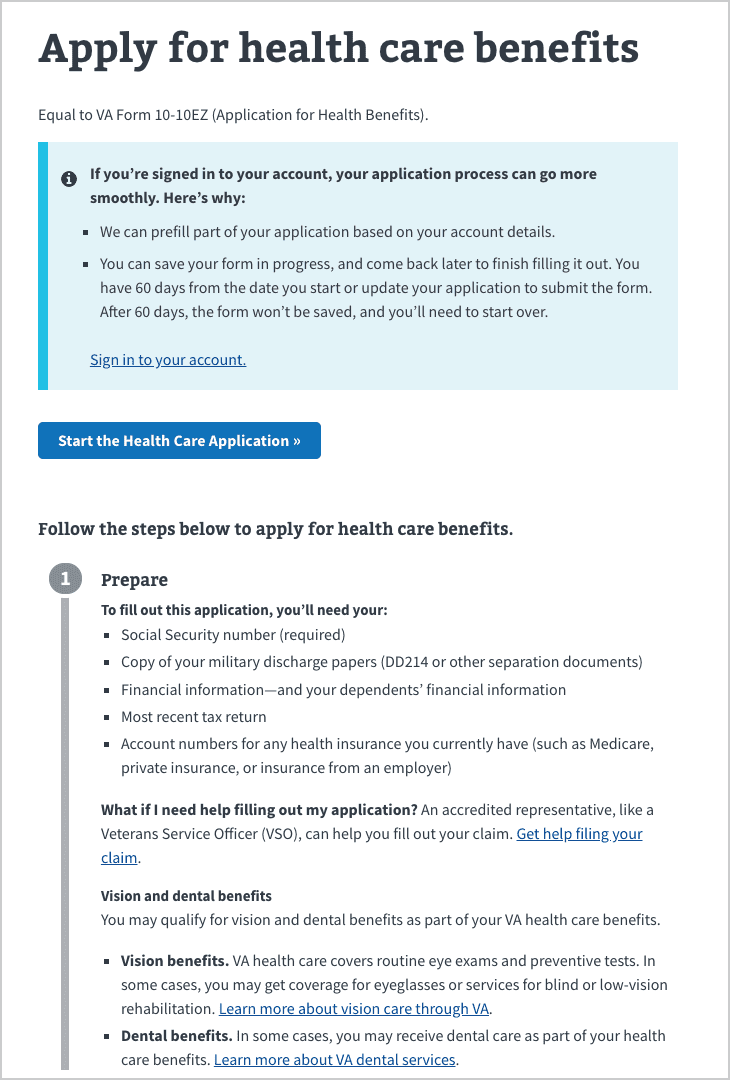 Apply for health care benefits
Equal to VA Form 10-10EZ (Application for Health Benefits).
If you’re signed in to your account, your application process can go more
smoothly. Here’s why:
We can prefill part of your application based on your account details.
You can save your form in progress, and come back later to finish filling it out. You
have 60 days from the date you start or update your application to submit the form.
After 60 days, the form won’t be saved, and you’ll need to start over.
Sign in to your account.
Start the Health Care Application »
Follow the steps below to apply for health care benefits.
1 Prepare
To fill out this application, you’ll need your:
Social Security number (required)
Copy of your military discharge papers (DD214 or other separation documents)
Financial information—and your dependents’ financial information
Most recent tax return
Account numbers for any health insurance you currently have (such as Medicare,
private insurance, or insurance from an employer)
What if I need help filling out my application? An accredited representative, like a
Veterans Service Officer (VSO), can help you fill out your claim. Get help filing your
claim.
Vision and dental benefits
You may qualify for vision and dental benefits as part of your VA health care benefits.
Vision benefits. VA health care covers routine eye exams and preventive tests. In
some cases, you may get coverage for eyeglasses or services for blind or low-vision
rehabilitation. Learn more about vision care through VA.
Dental benefits. In some cases, you may receive dental care as part of your health
care benefits. Learn more about VA dental services.